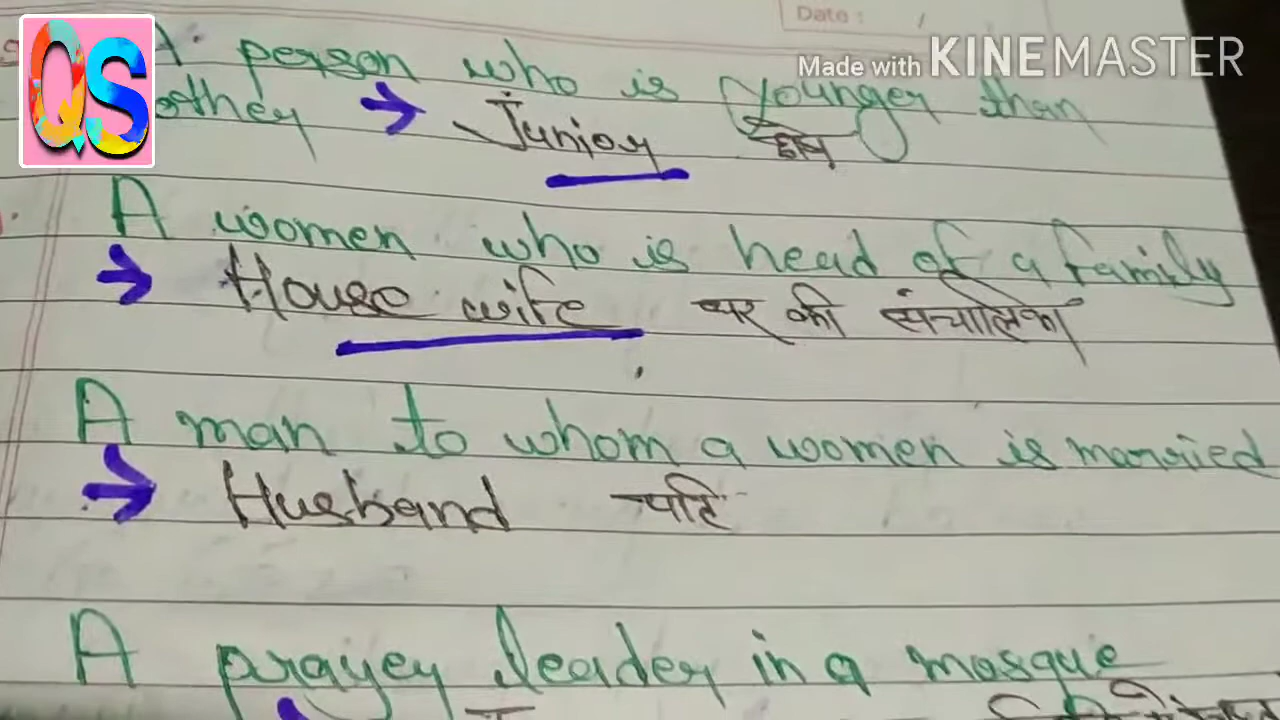 Date : /
Made with KINEMASTER
QS
A person who is younger than
other → Junior
A women who is head of a family
→ House wife घर की संचालिका
A man to whom a women is married
→ Husband पति
A prayer leader in a mosque